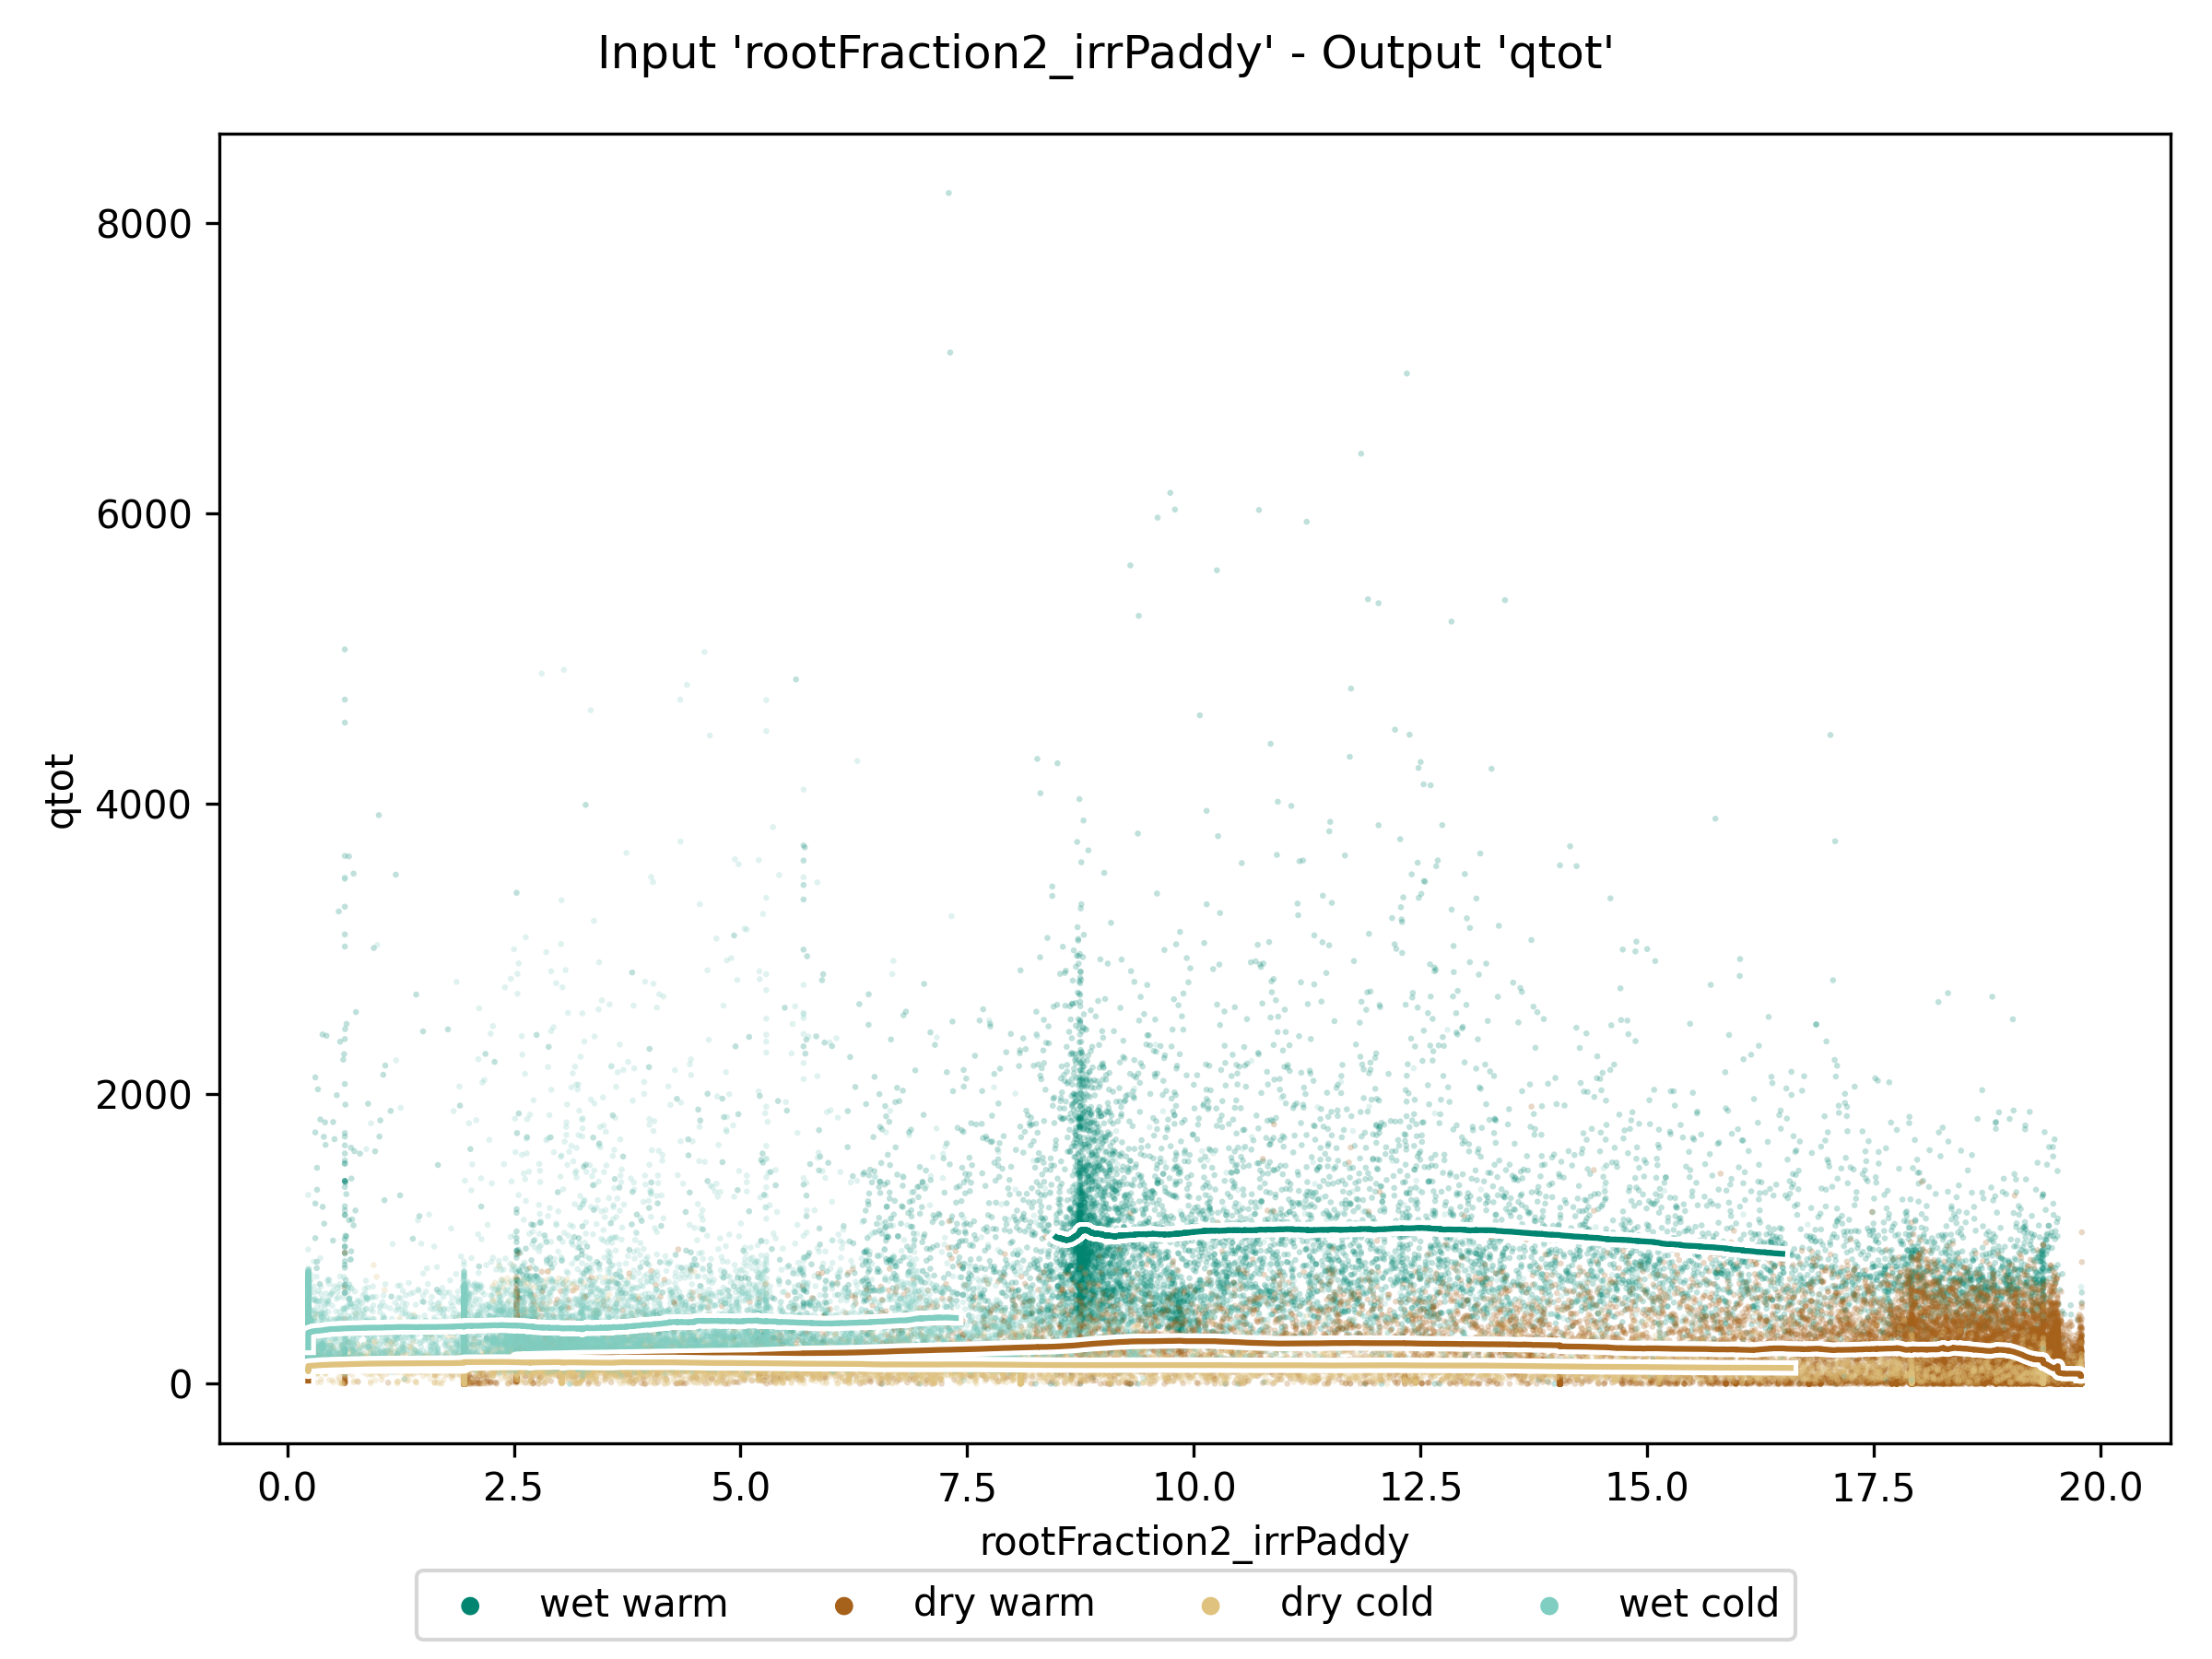 Input 'rootFraction2_irrPaddy' - Output 'qtot'
8000
6000
4000
2000
0
qtot
0.0 2.5 5.0 7.5 10.0 12.5 15.0 17.5 20.0
rootFraction2_irrPaddy
wet warm dry warm dry cold wet cold